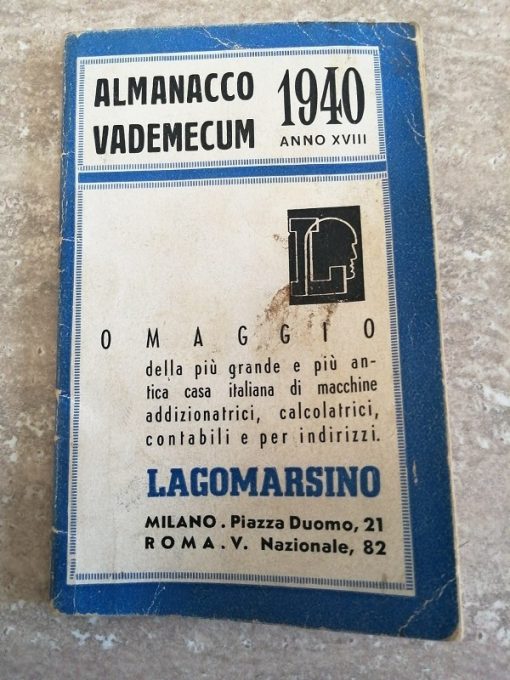 ALMANACCO
VADEMECUM
1940
ANNO XVIII
L
OMAGGIO
della più grande e più an-
tica casa italiana di macchine
addizionatrici, calcolatrici,
contabili e per indirizzi.
LAGOMARSINO
MILANO . Piazza Duomo, 21
ROMA . V. Nazionale, 82